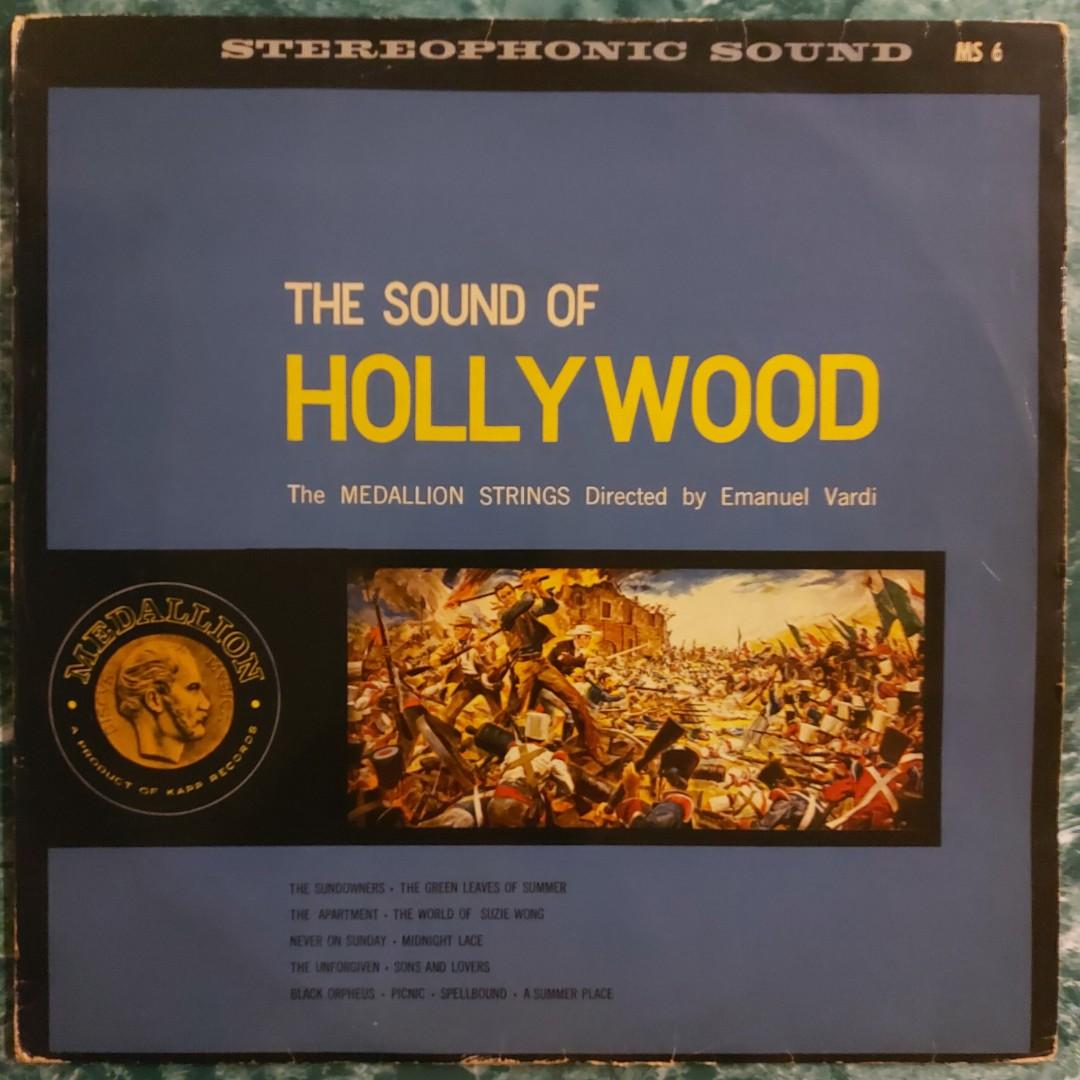 STEREOPHONIC SOUND MS 6
THE SOUND OF
HOLLYWOOD
The MEDALLION STRINGS Directed by Emanuel Vardi
MEDALLION
• A PRODUCT OF KAPP RECORDS •
THE SUNDOWNERS • THE GREEN LEAVES OF SUMMER
THE APARTMENT • THE WORLD OF SUZIE WONG
NEVER ON SUNDAY • MIDNIGHT LACE
THE UNFORGIVEN • SONS AND LOVERS
BLACK ORPHEUS • PICNIC • SPELLBOUND • A SUMMER PLACE